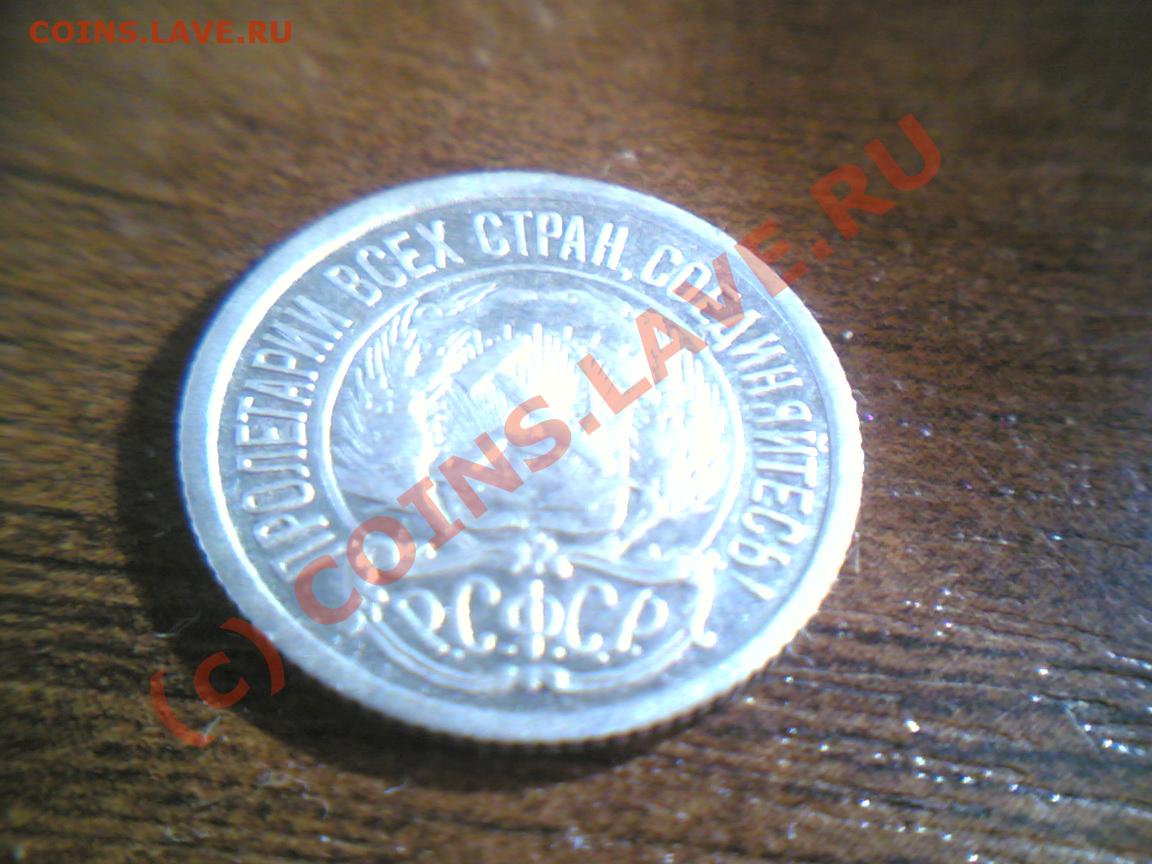 COINS.LAVE.RU
ПРОЛЕТАРИИ ВСЕХ СТРАН, СОЕДИНЯЙТЕСЬ!
Р.С.Ф.С.Р.
(c) COINS.LAVE.RU